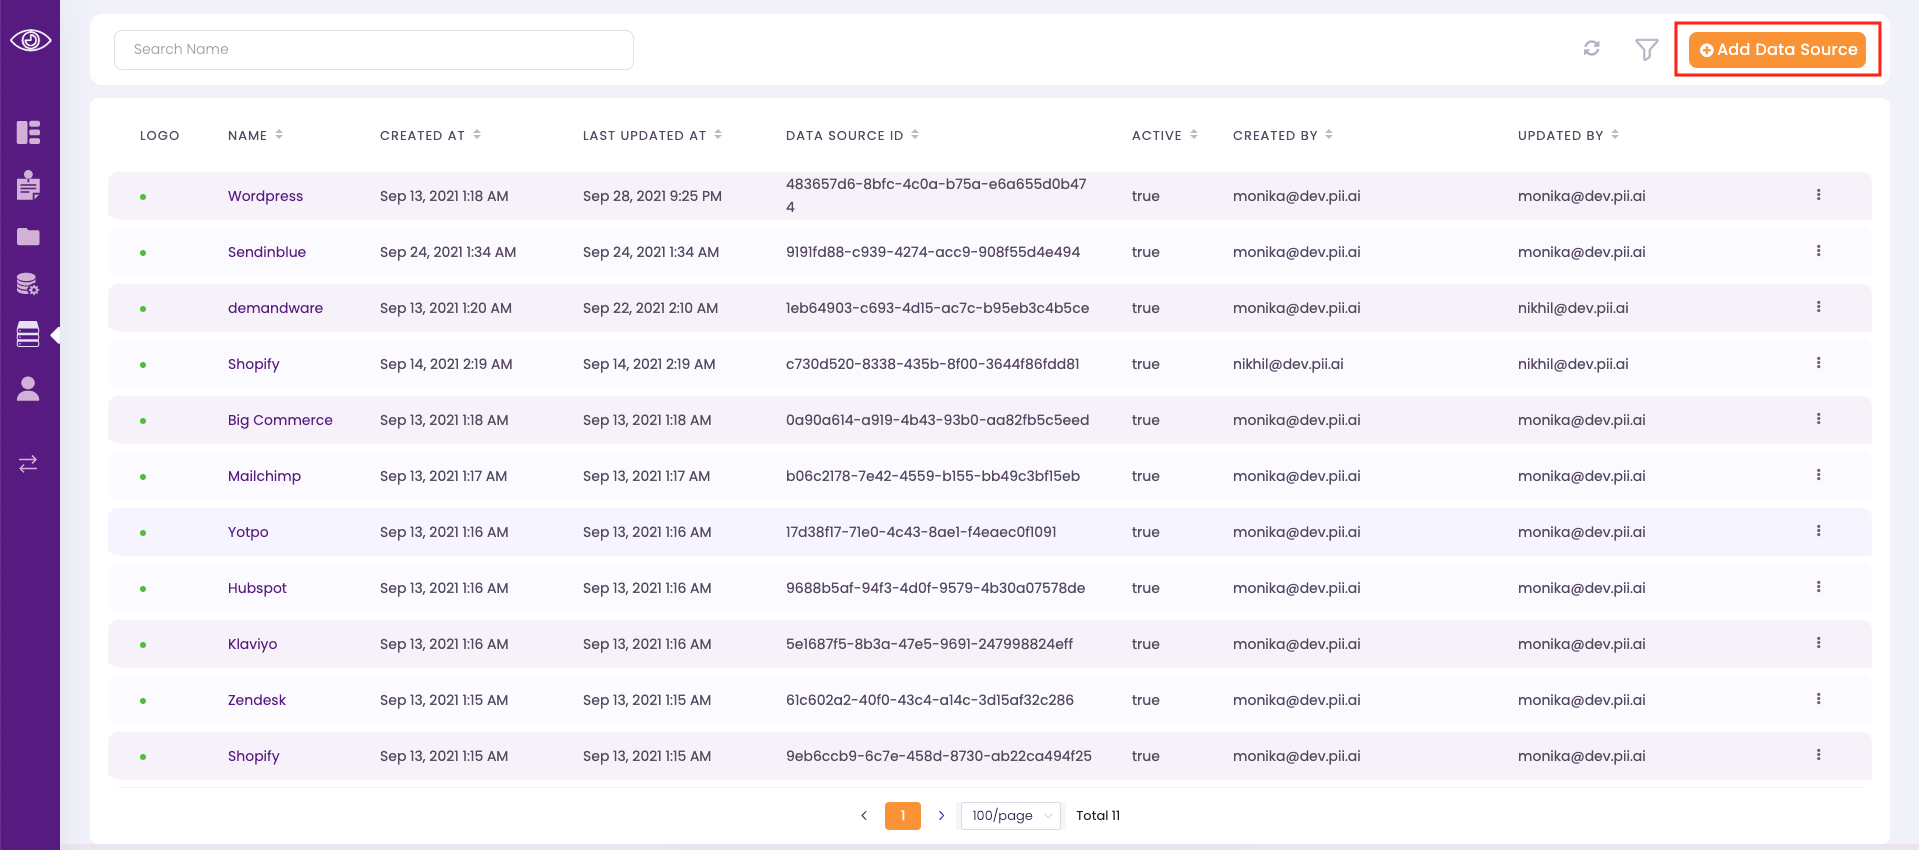 Search Name
Add Data Source
LOGO NAME CREATED AT LAST UPDATED AT DATA SOURCE ID ACTIVE CREATED BY UPDATED BY
Wordpress Sep 13, 2021 1:18 AM Sep 28, 2021 9:25 PM 483657d6-8bfc-4c0a-b75a-e6a655d0b47 true monika@dev.pii.ai monika@dev.pii.ai
4
Sendinblue Sep 24, 2021 1:34 AM Sep 24, 2021 1:34 AM 9191fd88-c939-4274-acc9-908f55d4e494 true monika@dev.pii.ai monika@dev.pii.ai
demandware Sep 13, 2021 1:20 AM Sep 22, 2021 2:10 AM 1eb64903-c693-4d15-ac7c-b95eb3c4b5ce true monika@dev.pii.ai nikhil@dev.pii.ai
Shopify Sep 14, 2021 2:19 AM Sep 14, 2021 2:19 AM c730d520-8338-435b-8f00-3644f86fdd81 true nikhil@dev.pii.ai nikhil@dev.pii.ai
Big Commerce Sep 13, 2021 1:18 AM Sep 13, 2021 1:18 AM 0a90a614-a919-4b43-93b0-aa82fb5c5eed true monika@dev.pii.ai monika@dev.pii.ai
Mailchimp Sep 13, 2021 1:17 AM Sep 13, 2021 1:17 AM b06c2178-7e42-4559-b155-bb49c3bf15eb true monika@dev.pii.ai monika@dev.pii.ai
Yotpo Sep 13, 2021 1:16 AM Sep 13, 2021 1:16 AM 17d38f17-71e0-4c43-8ae1-f4eaec0f1091 true monika@dev.pii.ai monika@dev.pii.ai
Hubspot Sep 13, 2021 1:16 AM Sep 13, 2021 1:16 AM 9688b5af-94f3-4d0f-9579-4b30a07578de true monika@dev.pii.ai monika@dev.pii.ai
Klaviyo Sep 13, 2021 1:16 AM Sep 13, 2021 1:16 AM 5e1687f5-8b3a-47e5-9691-247998824eff true monika@dev.pii.ai monika@dev.pii.ai
Zendesk Sep 13, 2021 1:15 AM Sep 13, 2021 1:15 AM 61c602a2-40f0-43c4-a14c-3d15af32c286 true monika@dev.pii.ai monika@dev.pii.ai
Shopify Sep 13, 2021 1:15 AM Sep 13, 2021 1:15 AM 9eb6ccb9-6c7e-458d-8730-ab22ca494f25 true monika@dev.pii.ai monika@dev.pii.ai
1 100/page Total 11